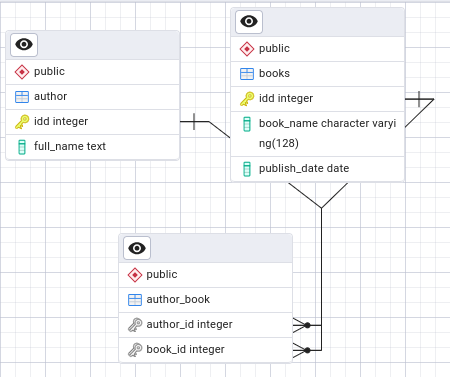 public
author
idd integer
full_name text
public
books
idd integer
book_name character varyi
ng(128)
publish_date date
public
author_book
author_id integer
book_id integer